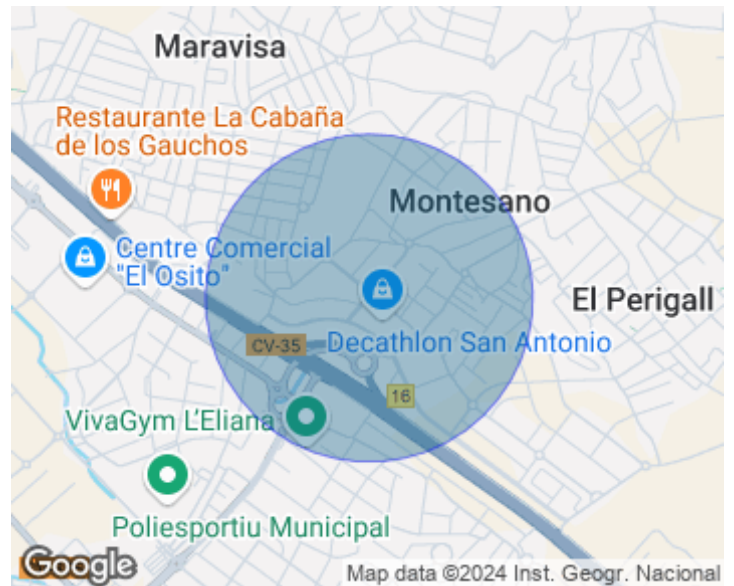 Maravisa
Restaurante La Cabaña
de los Gauchos
Montesano
Centre Comercial
"El Osito"
El Perigall
CV-35
Decathlon San Antonio
16
VivaGym L'Eliana
Poliesportiu Municipal
Google
Map data ©2024 Inst. Geogr. Nacional